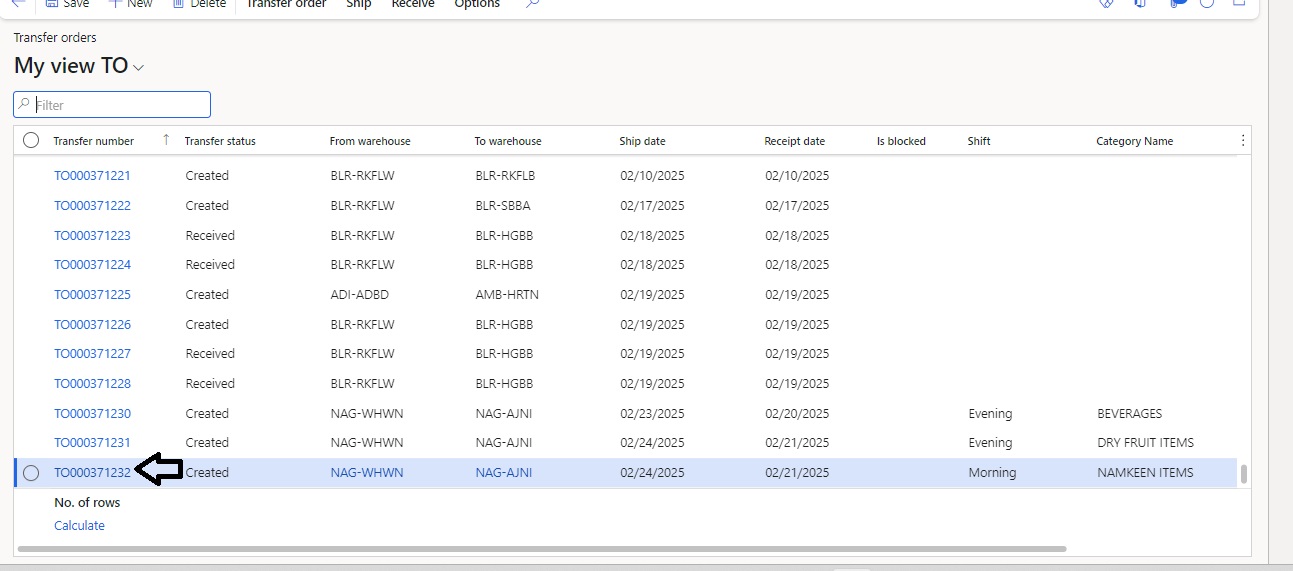 Save New Delete Transfer order Ship Receive Options
Transfer orders
My view TO
Filter
Transfer number Transfer status From warehouse To warehouse Ship date Receipt date Is blocked Shift Category Name
TO000371221 Created BLR-RKFLW BLR-RKFLB 02/10/2025 02/10/2025
TO000371222 Created BLR-RKFLW BLR-SBBA 02/17/2025 02/17/2025
TO000371223 Received BLR-RKFLW BLR-HGBB 02/18/2025 02/18/2025
TO000371224 Received BLR-RKFLW BLR-HGBB 02/18/2025 02/18/2025
TO000371225 Created ADI-ADBD AMB-HRTN 02/19/2025 02/19/2025
TO000371226 Created BLR-RKFLW BLR-HGBB 02/19/2025 02/19/2025
TO000371227 Received BLR-RKFLW BLR-HGBB 02/19/2025 02/19/2025
TO000371228 Received BLR-RKFLW BLR-HGBB 02/19/2025 02/19/2025
TO000371230 Created NAG-WHWN NAG-AJNI 02/23/2025 02/20/2025 Evening BEVERAGES
TO000371231 Created NAG-WHWN NAG-AJNI 02/24/2025 02/21/2025 Evening DRY FRUIT ITEMS
TO000371232 Created NAG-WHWN NAG-AJNI 02/24/2025 02/21/2025 Morning NAMKEEN ITEMS
No. of rows
Calculate